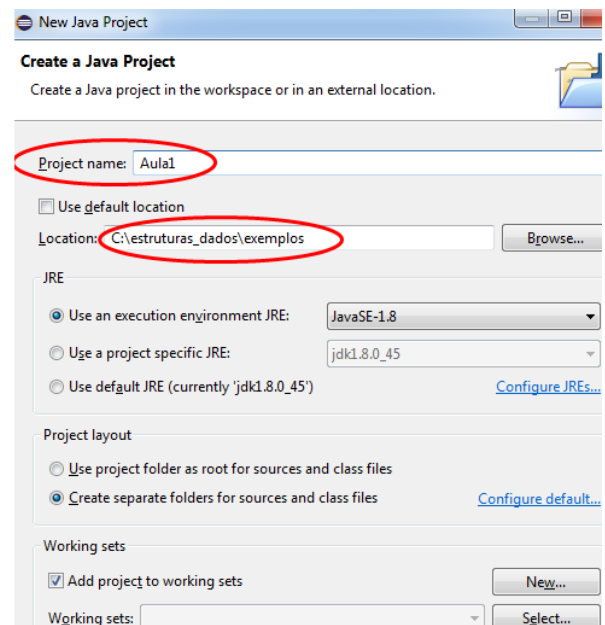 New Java Project
Create a Java Project
Create a Java project in the workspace or in an external location.
Project name: Aula1
Use default location
Location: C:\estruturas_dados\exemplos Browse...
JRE
Use an execution environment JRE: JavaSE-1.8
Use a project specific JRE: jdk1.8.0_45
Use default JRE (currently 'jdk1.8.0_45') Configure JREs...
Project layout
Use project folder as root for sources and class files
Create separate folders for sources and class files Configure default...
Working sets
Add project to working sets New...
Working sets: Select...